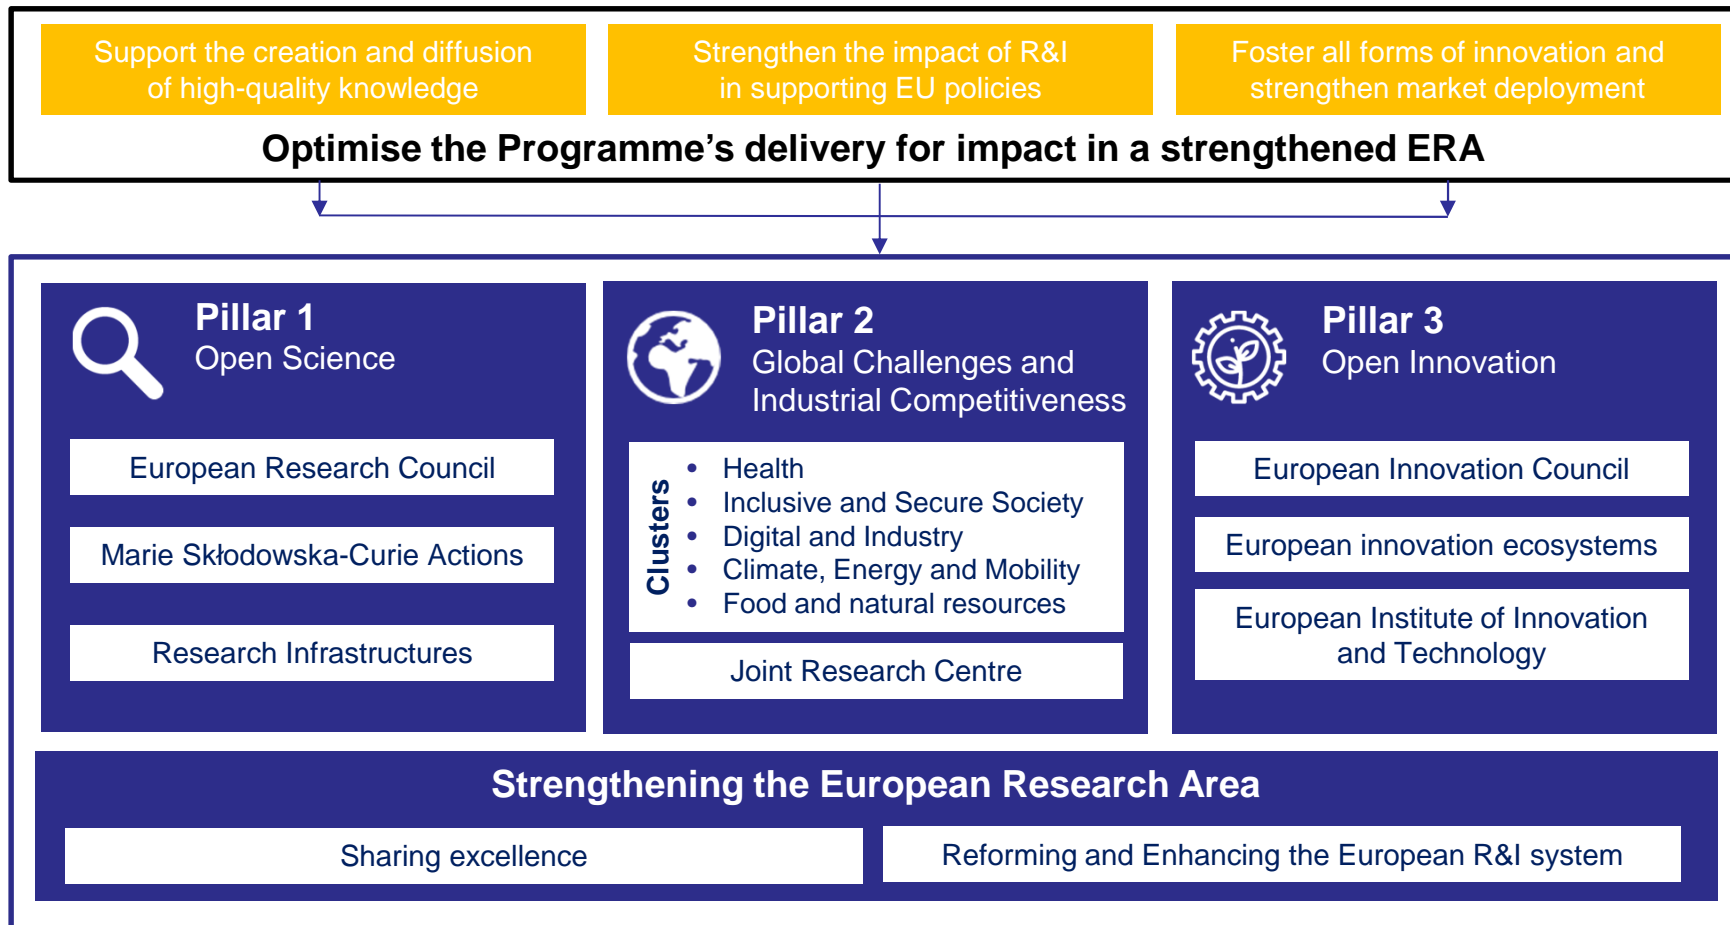 Support the creation and diffusion
of high-quality knowledge
Strengthen the impact of R&I
in supporting EU policies
Foster all forms of innovation and
strengthen market deployment
Optimise the Programme’s delivery for impact in a strengthened ERA
Pillar 1
Open Science
European Research Council
Marie Skłodowska-Curie Actions
Research Infrastructures
Pillar 2
Global Challenges and
Industrial Competitiveness
Clusters
• Health
• Inclusive and Secure Society
• Digital and Industry
• Climate, Energy and Mobility
• Food and natural resources
Joint Research Centre
Pillar 3
Open Innovation
European Innovation Council
European innovation ecosystems
European Institute of Innovation
and Technology
Strengthening the European Research Area
Sharing excellence
Reforming and Enhancing the European R&I system